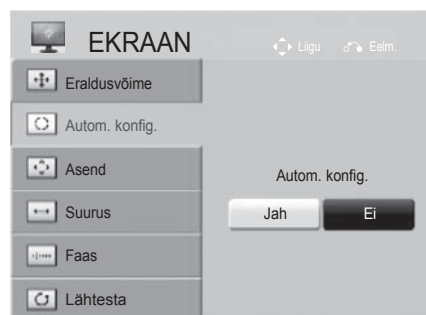 EKRAAN
Liigu Eelm.
Eraldusvõime
Autom. konfig.
Asend
Suurus
Faas
Lähtesta
Autom. konfig.
Jah Ei